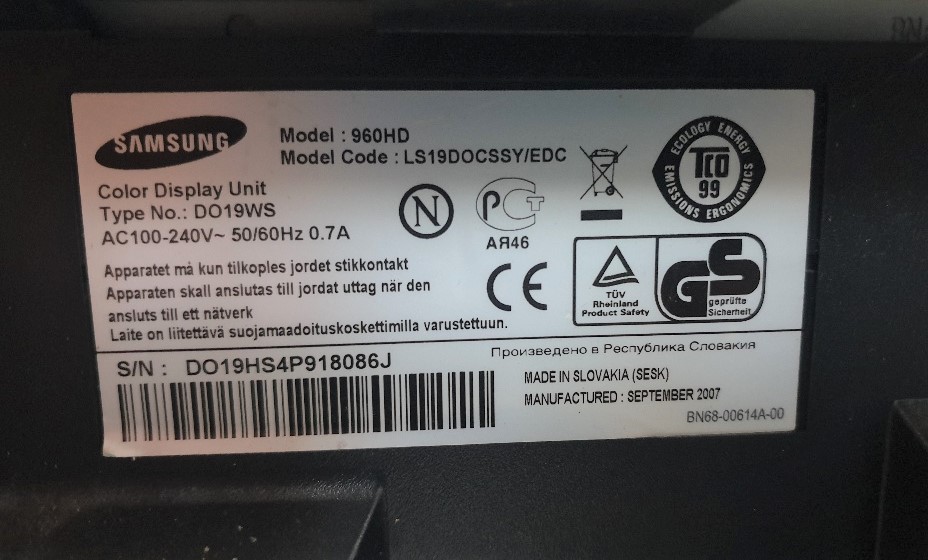 SAMSUNG
Model : 960HD
Model Code : LS19DOCSSY/EDC
Color Display Unit
Type No.: DO19WS
AC100-240V~ 50/60Hz 0.7A
N
PCT
АЯ46
ECOLOGY ENERGY
TCO
99
EMISSIONS ERGONOMICS
Apparatet må kun tilkoples jordet stikkontakt
Apparaten skall anslutas till jordat uttag när den
ansluts till ett nätverk
Laite on liitettävä suojamaadoituskoskettimilla varustettuun.
CE
TÜV
Rheinland
Product Safety
GS
geprüfte
Sicherheit
S/N : DO19HS4P918086J
Произведено в Республика Словакия
MADE IN SLOVAKIA (SESK)
MANUFACTURED : SEPTEMBER 2007
BN68-00614A-00